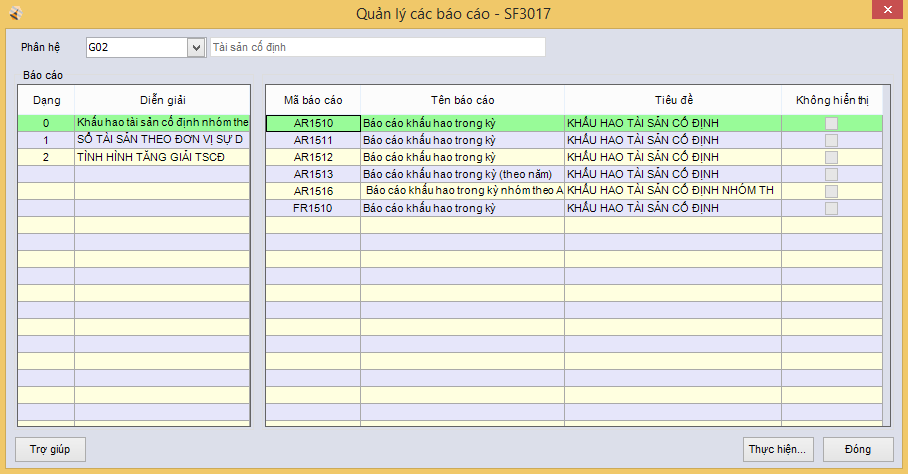 Quản lý các báo cáo - SF3017
Phân hệ G02 Tài sản cố định
Báo cáo
Dạng Diễn giải Mã báo cáo Tên báo cáo Tiêu đề Không hiển thị
0 Khấu hao tài sản cố định nhóm the AR1510 Báo cáo khấu hao trong kỳ KHẤU HAO TÀI SẢN CỐ ĐỊNH
1 SỔ TÀI SẢN THEO ĐƠN VỊ SỰ D AR1511 Báo cáo khấu hao trong kỳ KHẤU HAO TÀI SẢN CỐ ĐỊNH
2 TÌNH HÌNH TĂNG GIẢI TSCĐ AR1512 Báo cáo khấu hao trong kỳ KHẤU HAO TÀI SẢN CỐ ĐỊNH
AR1513 Báo cáo khấu hao trong kỳ (theo năm) KHẤU HAO TÀI SẢN CỐ ĐỊNH
AR1516 Báo cáo khấu hao trong kỳ nhóm theo A KHẤU HAO TÀI SẢN CỐ ĐỊNH NHÓM TH
FR1510 Báo cáo khấu hao trong kỳ KHẤU HAO TÀI SẢN CỐ ĐỊNH
Trợ giúp Thực hiện... Đóng